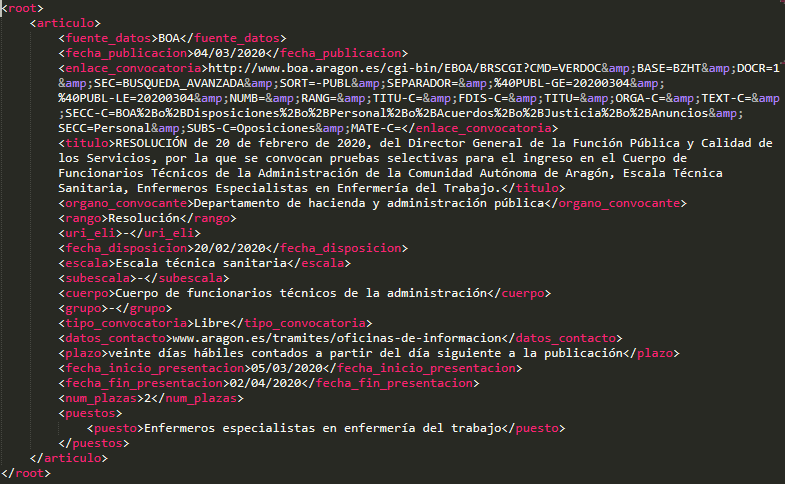 <root>
<articulo>
<fuente_datos>BOA</fuente_datos>
<fecha_publicacion>04/03/2020</fecha_publicacion>
<enlace_convocatoria>http://www.boa.aragon.es/cgi-bin/EBOA/BRSCGI?CMD=VERDOC&amp;BASE=BZHT&amp;DOCR=1
&amp;SEC=BUSQUEDA_AVANZADA&amp;SORT=-PUBL&amp;SEPARADOR=&amp;%40PUBL-GE=20200304&amp;
%40PUBL-LE=20200304&amp;NUMB=&amp;RANG=&amp;TITU-C=&amp;FDIS-C=&amp;TITU=&amp;ORGA-C=&amp;TEXT-C=&amp
;SECC-C=BOA%2Bo%2BDisposiciones%2Bo%2BPersonal%2Bo%2BAcuerdos%2Bo%2BJusticia%2Bo%2BAnuncios&amp;
SECC=Personal&amp;SUBS-C=Oposiciones&amp;MATE-C=</enlace_convocatoria>
<titulo>RESOLUCIÓN de 20 de febrero de 2020, del Director General de la Función Pública y Calidad de
los Servicios, por la que se convocan pruebas selectivas para el ingreso en el Cuerpo de
Funcionarios Técnicos de la Administración de la Comunidad Autónoma de Aragón, Escala Técnica
Sanitaria, Enfermeros Especialistas en Enfermería del Trabajo.</titulo>
<organo_convocante>Departamento de hacienda y administración pública</organo_convocante>
<rango>Resolución</rango>
<uri_eli>-</uri_eli>
<fecha_disposicion>20/02/2020</fecha_disposicion>
<escala>Escala técnica sanitaria</escala>
<subescala>-</subescala>
<cuerpo>Cuerpo de funcionarios técnicos de la administración</cuerpo>
<grupo>-</grupo>
<tipo_convocatoria>Libre</tipo_convocatoria>
<datos_contacto>www.aragon.es/tramites/oficinas-de-informacion</datos_contacto>
<plazo>veinte días hábiles contados a partir del día siguiente a la publicación</plazo>
<fecha_inicio_presentacion>05/03/2020</fecha_inicio_presentacion>
<fecha_fin_presentacion>02/04/2020</fecha_fin_presentacion>
<num_plazas>2</num_plazas>
<puestos>
<puesto>Enfermeros especialistas en enfermería del trabajo</puesto>
</puestos>
</articulo>
</root>